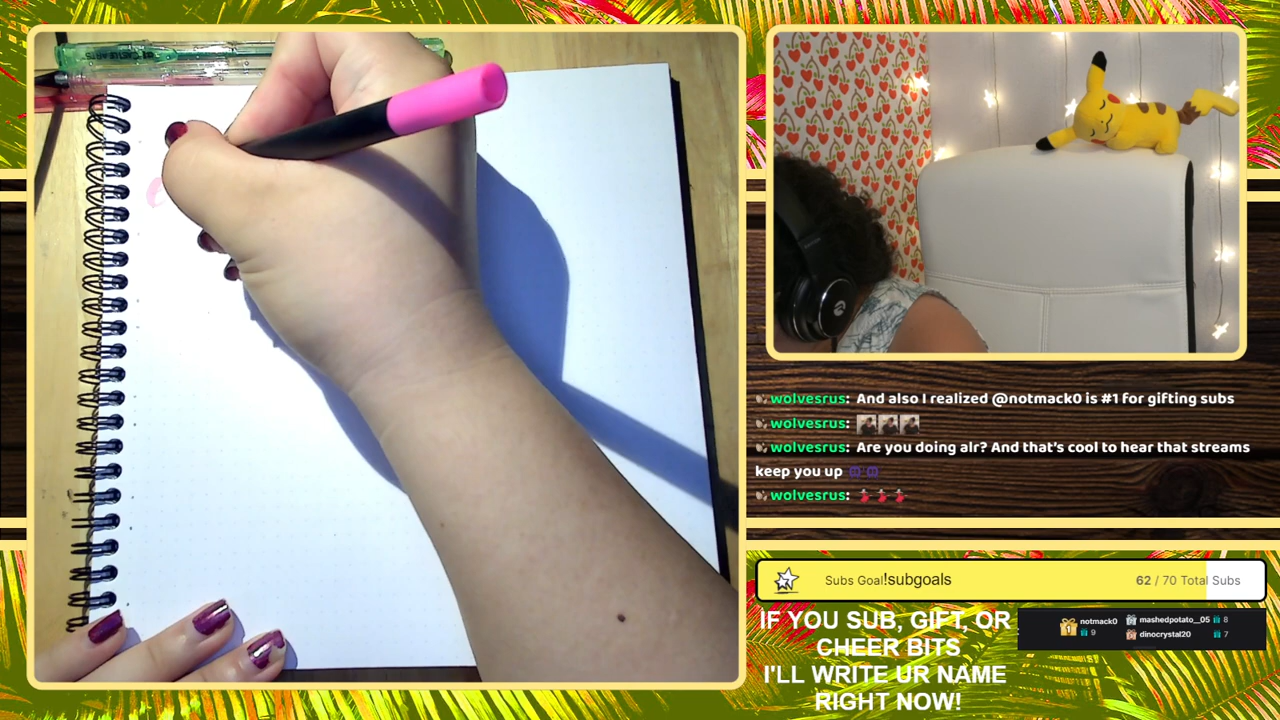 wolvesrus: And also I realized @notmack0 is #1 for gifting subs
wolvesrus:
wolvesrus: Are you doing alr? And that's cool to hear that streams
keep you up
wolvesrus:
Subs Goal!subgoals 62 / 70 Total Subs
IF YOU SUB, GIFT, OR
CHEER BITS
I'LL WRITE UR NAME
RIGHT NOW!
1 notmack0 9
mashedpotato__05 8
dinocrystal20 7